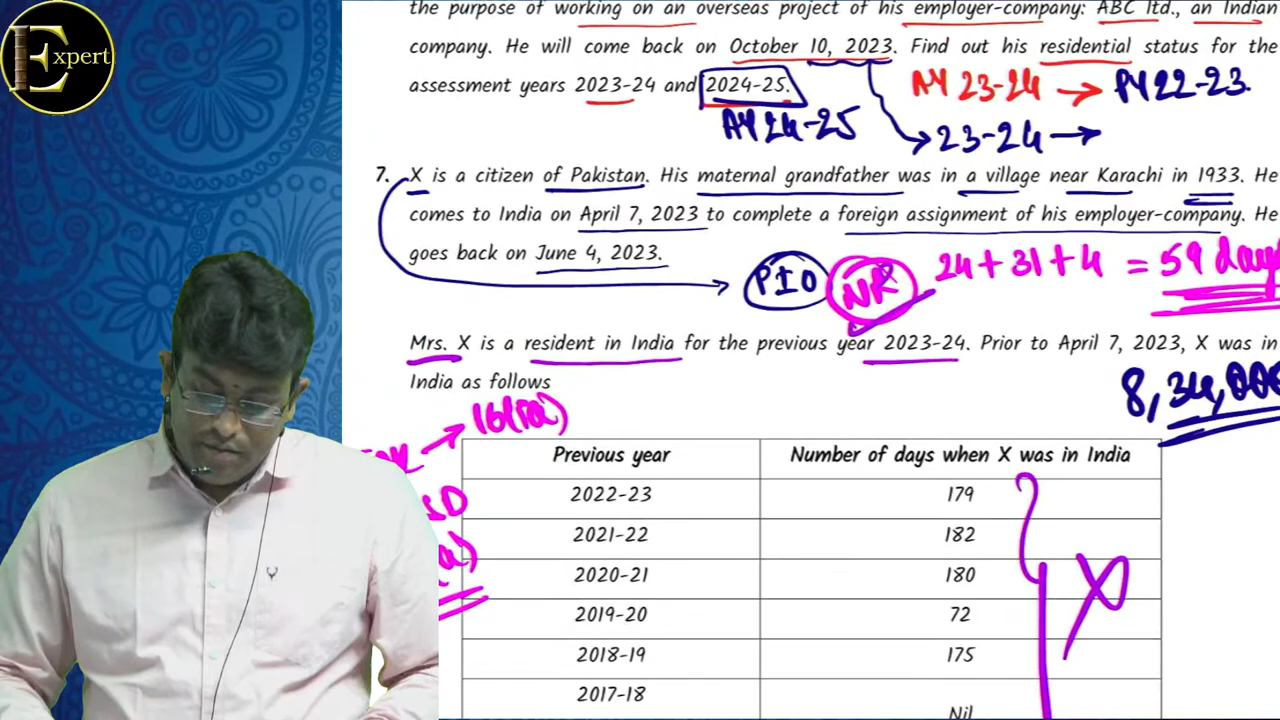 Expert
the purpose of working on an overseas project of his employer-company: ABC ltd., an Indian
company. He will come back on October 10, 2023. Find out his residential status for the
assessment years 2023-24 and 2024-25.
AY 23-24 → PY 22-23.
AY 24-25
→ 23-24 →
7. X is a citizen of Pakistan. His maternal grandfather was in a village near Karachi in 1933. He
comes to India on April 7, 2023 to complete a foreign assignment of his employer-company. He
goes back on June 4, 2023.
PIO
NR
24 + 31 + 4 = 59 days
Mrs. X is a resident in India for the previous year 2023-24. Prior to April 7, 2023, X was in
India as follows
8,34,000
Previous year Number of days when X was in India
2022-23 179
2021-22 182
2020-21 180
2019-20 72
2018-19 175
2017-18 Nil